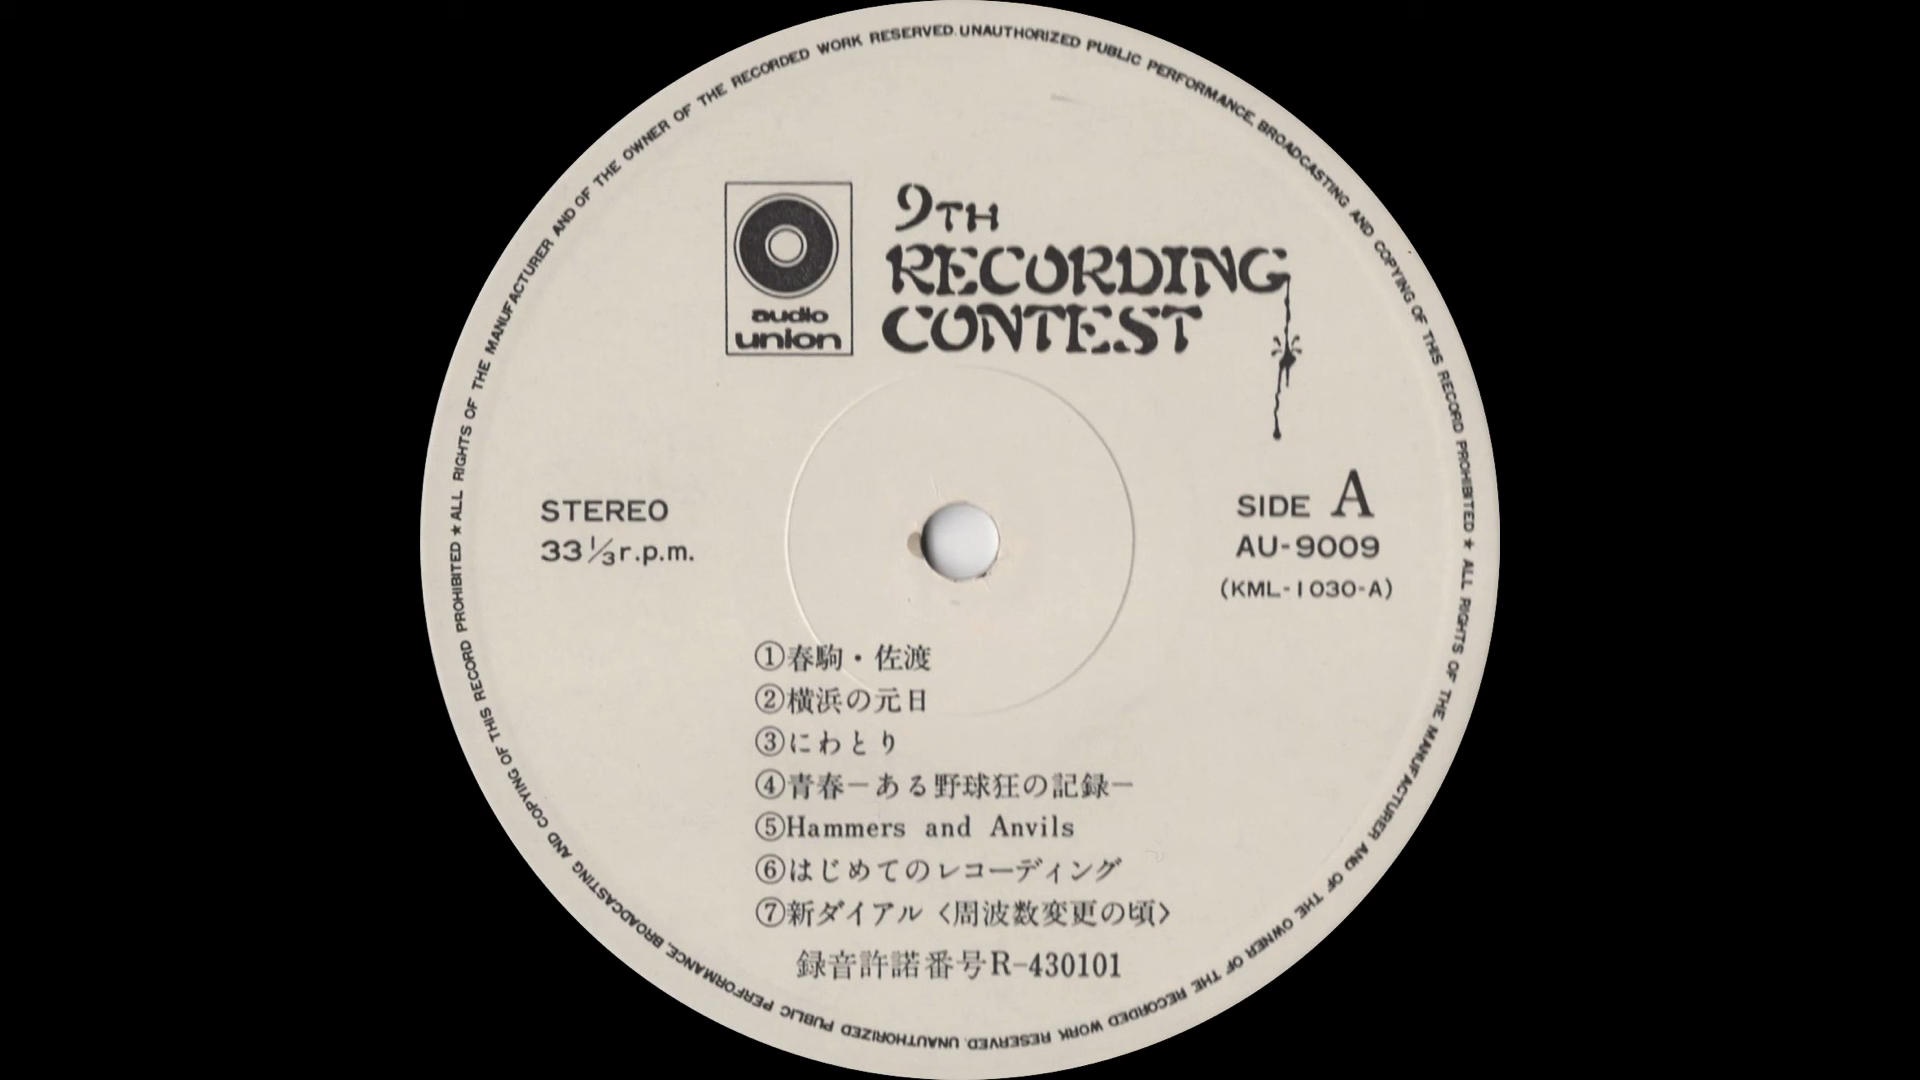 ★ ALL RIGHTS OF THE MANUFACTURER AND OF THE OWNER OF THE RECORDED WORK RESERVED. UNAUTHORIZED PUBLIC PERFORMANCE, BROADCASTING AND COPYING OF THIS RECORD PROHIBITED
★ ALL RIGHTS OF THE MANUFACTURER AND OF THE OWNER OF THE RECORDED WORK RESERVED. UNAUTHORIZED PUBLIC PERFORMANCE, BROADCASTING AND COPYING OF THIS RECORD PROHIBITED
audio
union
9TH
RECORDING
CONTEST
STEREO
33 1/3 r.p.m.
SIDE A
AU-9009
(KML-1030-A)
①春駒・佐渡
②横浜の元日
③にわとり
④青春－ある野球狂の記録－
⑤Hammers and Anvils
⑥はじめてのレコーディング
⑦新ダイアル〈周波数変更の頃〉
録音許諾番号R-430101